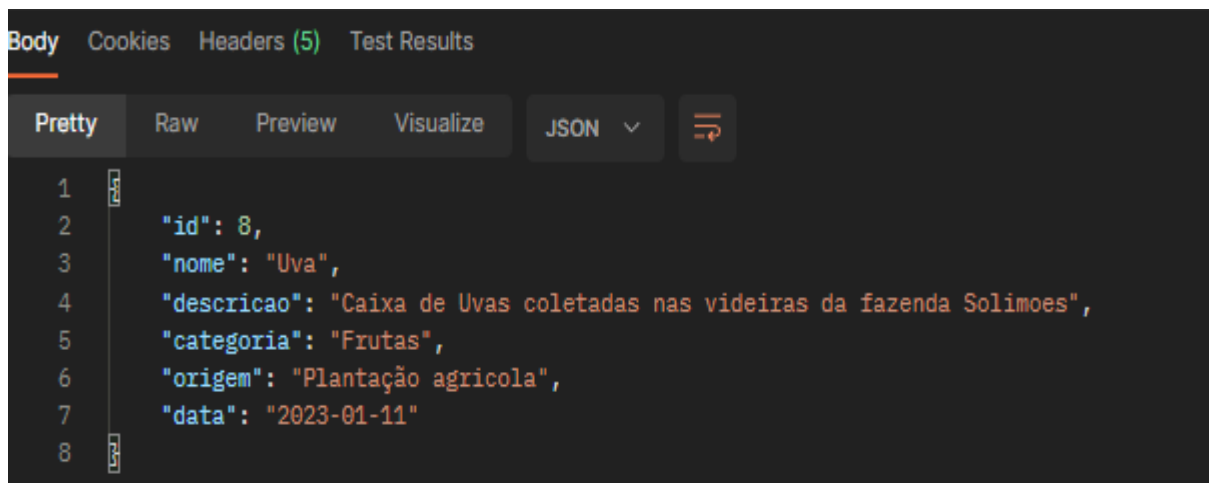 Body Cookies Headers (5) Test Results
Pretty Raw Preview Visualize JSON
1 {
2 "id": 8,
3 "nome": "Uva",
4 "descricao": "Caixa de Uvas coletadas nas videiras da fazenda Solimoes",
5 "categoria": "Frutas",
6 "origem": "Plantação agricola",
7 "data": "2023-01-11"
8 }